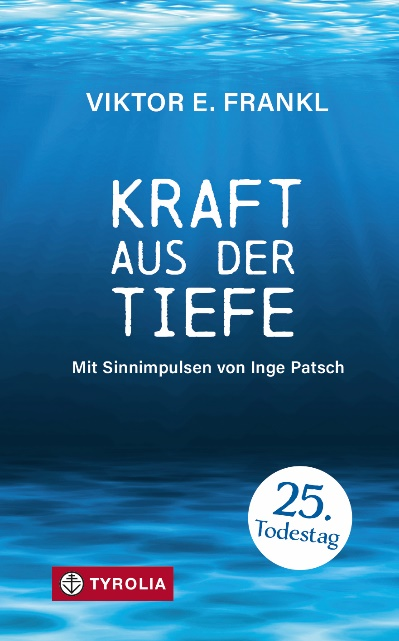 VIKTOR E. FRANKL
KRAFT
AUS DER
TIEFE
Mit Sinnimpulsen von Inge Patsch
25.
Todestag
TYROLIA